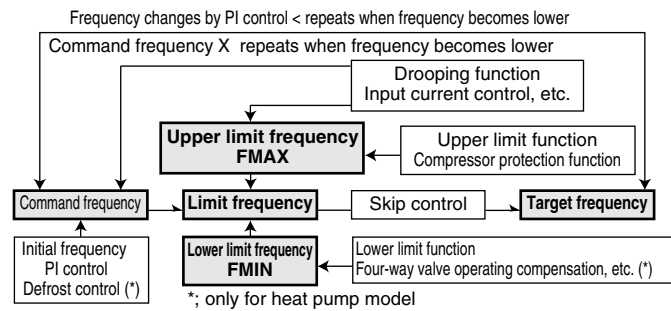 Frequency changes by PI control < repeats when frequency becomes lower
Command frequency X repeats when frequency becomes lower
Drooping function
Input current control, etc.
Upper limit frequency
FMAX
Upper limit function
Compressor protection function
Command frequency
Limit frequency
Skip control
Target frequency
Initial frequency
PI control
Defrost control (*)
Lower limit frequency
FMIN
Lower limit function
Four-way valve operating compensation, etc. (*)
*; only for heat pump model